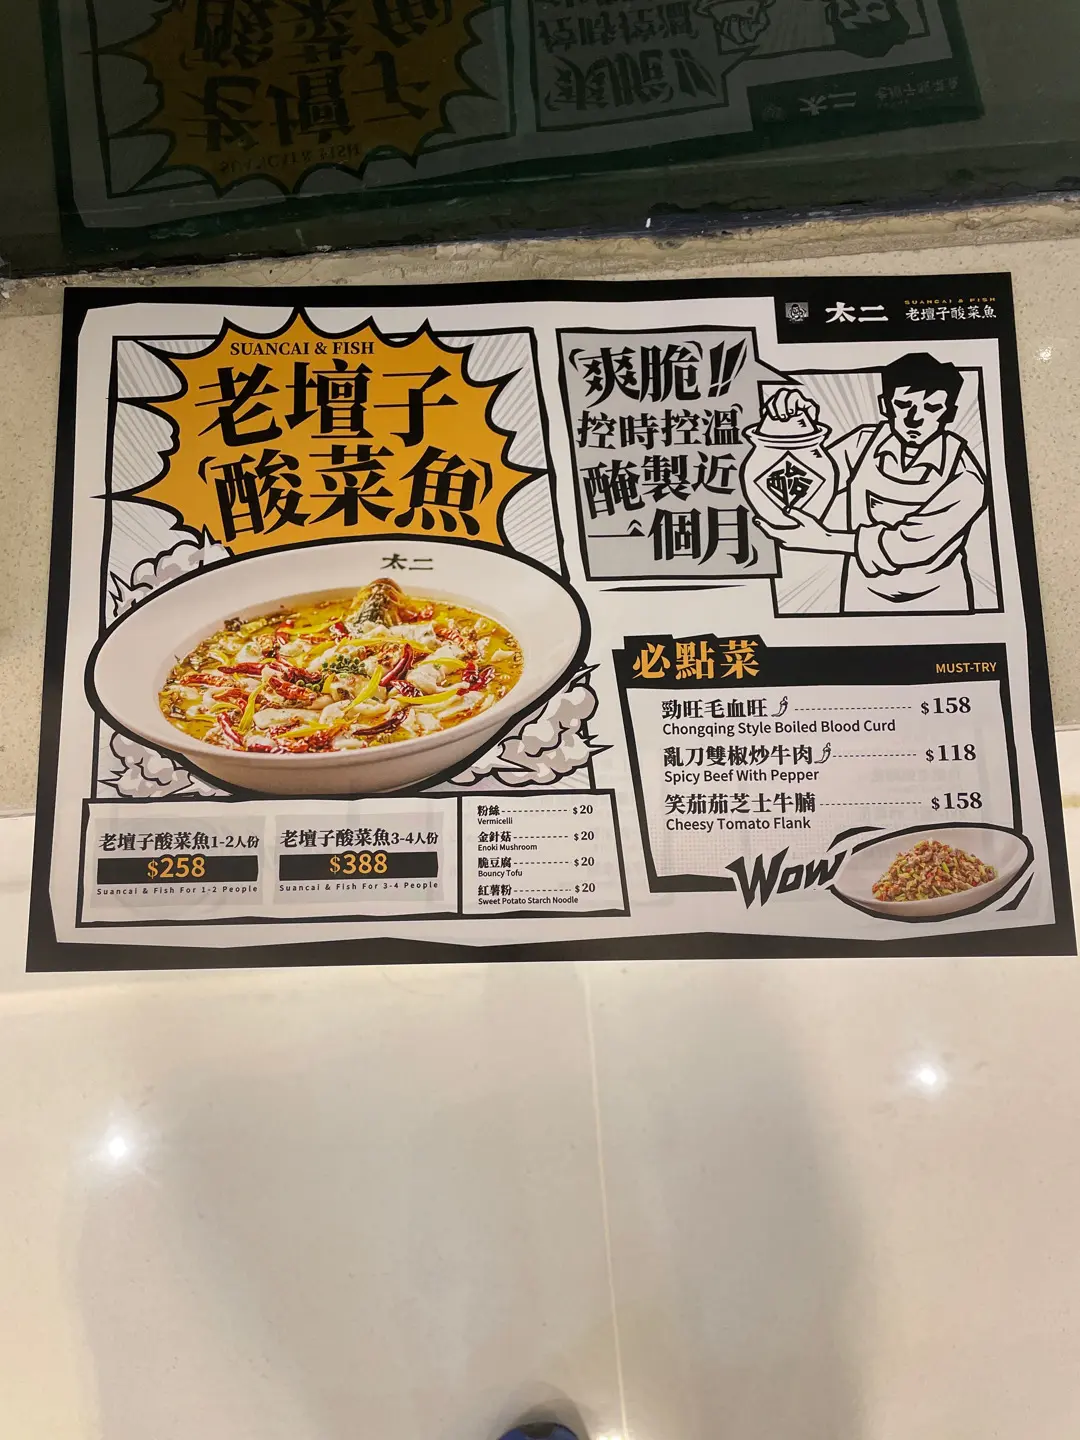 太二
SUANCAI & FISH
老壇子酸菜魚
SUANCAI & FISH
老壇子
酸菜魚
太二
爽脆!!
控時控溫
醃製近
一個月
酸
老壇子酸菜魚1-2人份
$258
Suancai & Fish For 1-2 People
老壇子酸菜魚3-4人份
$388
Suancai & Fish For 3-4 People
粉絲 $20
Vermicelli
金針菇 $20
Enoki Mushroom
脆豆腐 $20
Bouncy Tofu
紅薯粉 $20
Sweet Potato Starch Noodle
必點菜 MUST-TRY
勁旺毛血旺 $158
Chongqing Style Boiled Blood Curd
亂刀雙椒炒牛肉 $118
Spicy Beef With Pepper
笑茄茄芝士牛腩 $158
Cheesy Tomato Flank
Wow